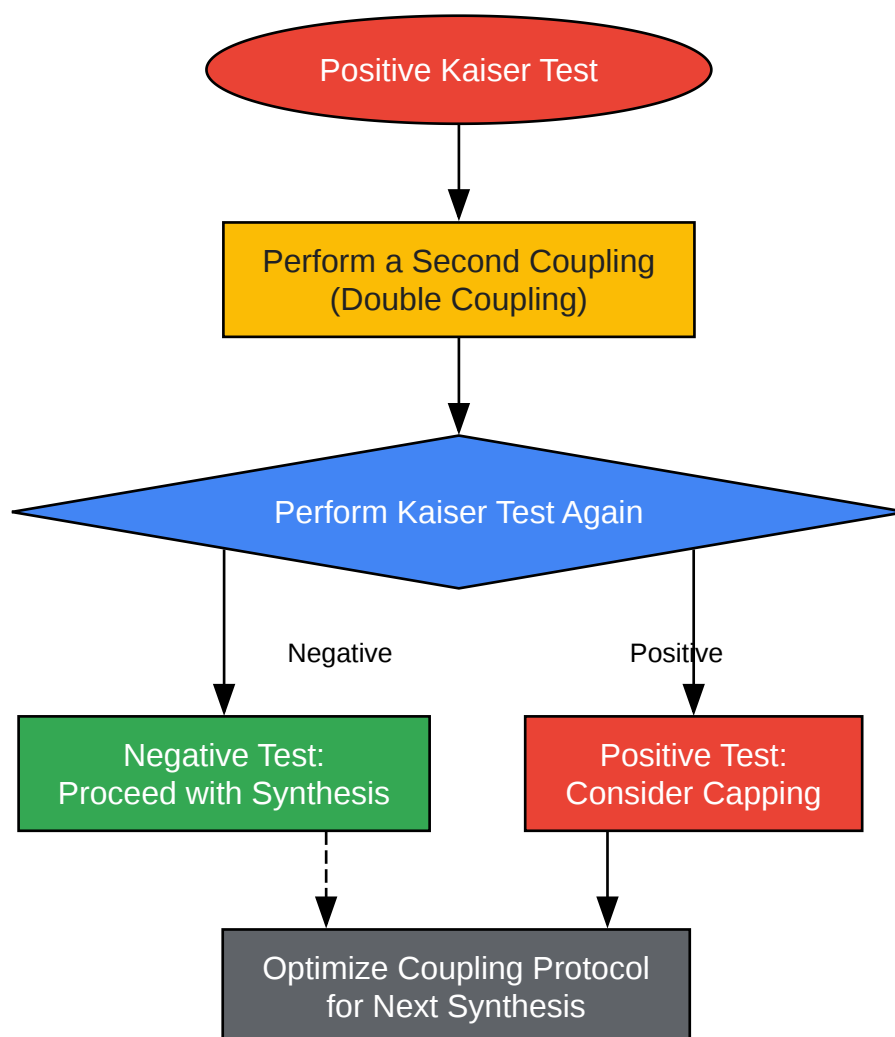 Positive Kaiser Test
Perform a Second Coupling
(Double Coupling)
Perform Kaiser Test Again
Negative
Positive
Negative Test:
Proceed with Synthesis
Positive Test:
Consider Capping
Optimize Coupling Protocol
for Next Synthesis